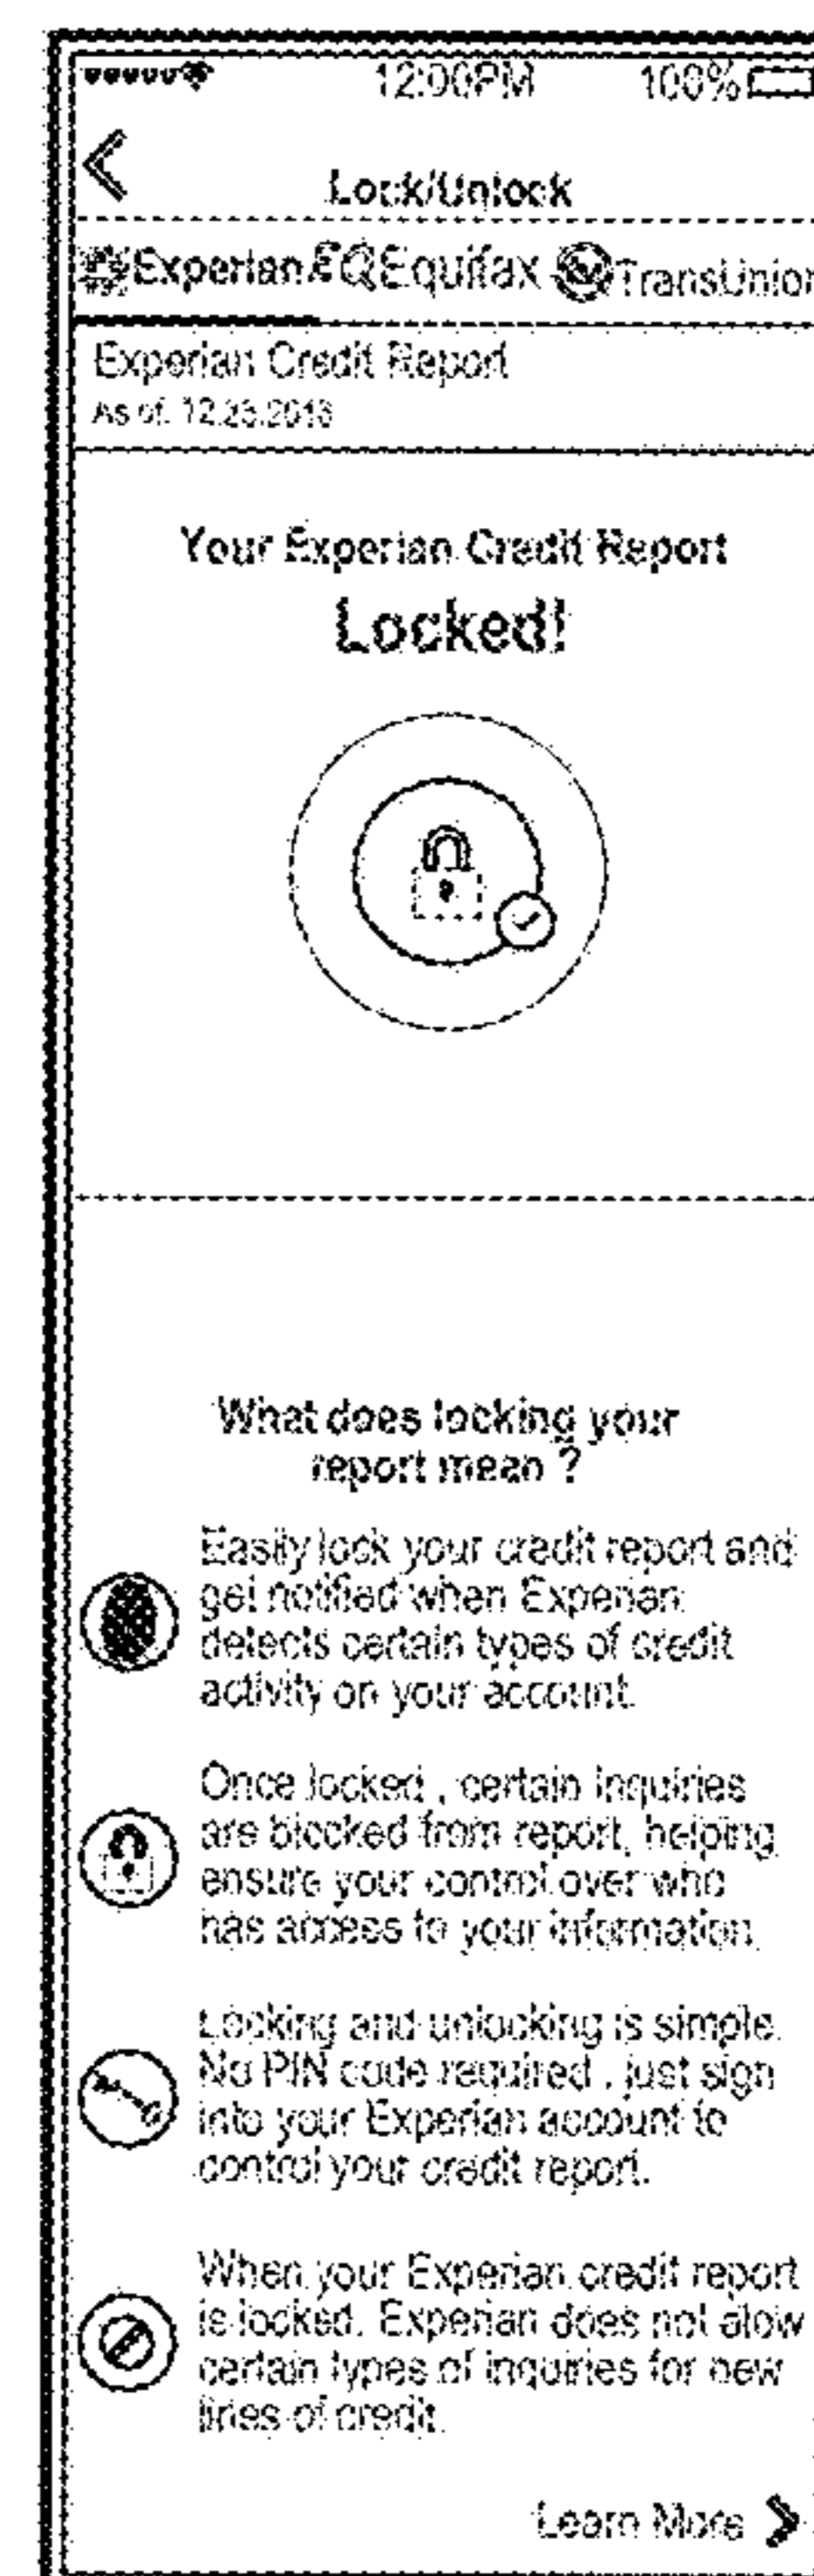 12:00PM 100%
Lock/Unlock
Experian EQ Equifax TransUnion
Experian Credit Report
As of.
Your Experian Credit Report
Locked!
What does locking your
report mean ?
Easily lock your credit report and
get notified when Experian
detects certain types of credit
activity on your account.
Once locked , certain inquiries
are blocked from report, helping
ensure your control over who
has access to your information.
Locking and unlocking is simple.
No PIN code required , just sign
into your Experian account to
control your credit report.
When your Experian credit report
is locked. Experian does not alow
certain types of inquiries for new
lines of credit.
Learn More